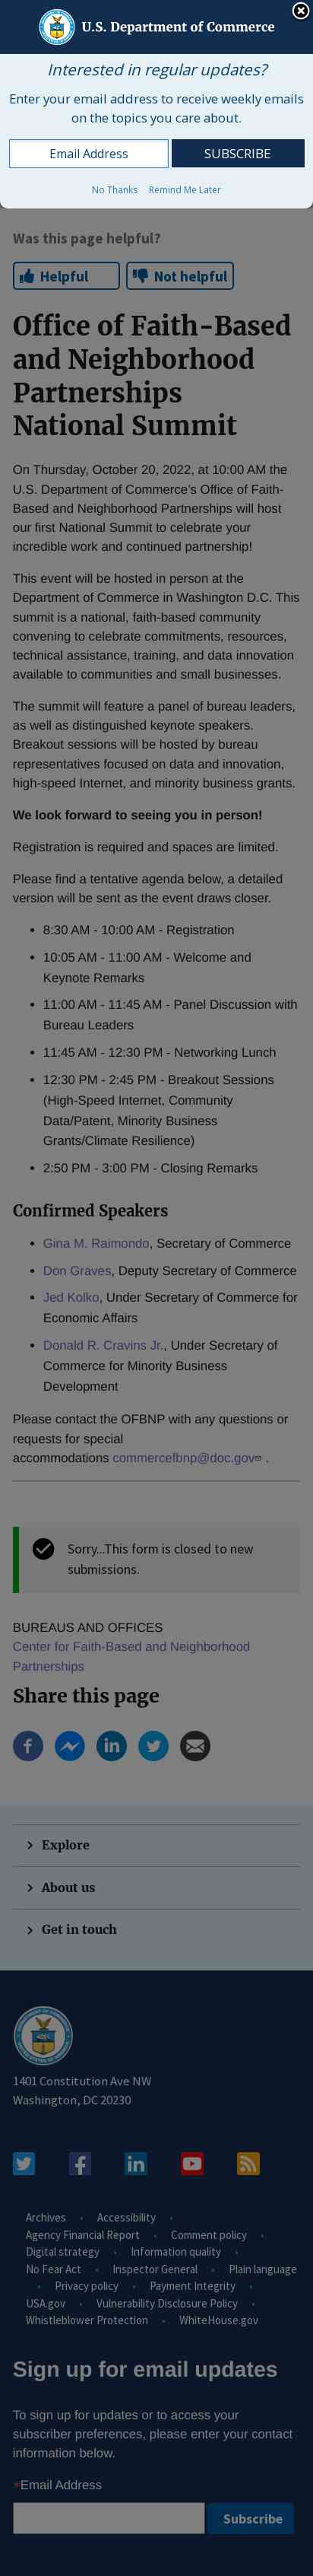 U.S. Department of Commerce
Interested in regular updates?
Enter your email address to receive weekly emails
on the topics you care about.
Email Address
SUBSCRIBE
No Thanks Remind Me Later
Was this page helpful?
Helpful Not helpful
Office of Faith-Based
and Neighborhood
Partnerships
National Summit
On Thursday, October 20, 2022, at 10:00 AM the
U.S. Department of Commerce’s Office of Faith-
Based and Neighborhood Partnerships will host
our first National Summit to celebrate your
incredible work and continued partnership!
This event will be hosted in person at the
Department of Commerce in Washington D.C. This
summit is a national, faith-based community
convening to celebrate commitments, resources,
technical assistance, training, and data innovation
available to communities and small businesses.
The summit will feature a panel of bureau leaders,
as well as distinguished keynote speakers.
Breakout sessions will be hosted by bureau
representatives focused on data and innovation,
high-speed Internet, and minority business grants.
We look forward to seeing you in person!
Registration is required and spaces are limited.
Please find a tentative agenda below, a detailed
version will be sent as the event draws closer.
• 8:30 AM - 10:00 AM - Registration
• 10:05 AM - 11:00 AM - Welcome and
Keynote Remarks
• 11:00 AM - 11:45 AM - Panel Discussion with
Bureau Leaders
• 11:45 AM - 12:30 PM - Networking Lunch
• 12:30 PM - 2:45 PM - Breakout Sessions
(High-Speed Internet, Community
Data/Patent, Minority Business
Grants/Climate Resilience)
• 2:50 PM - 3:00 PM - Closing Remarks
Confirmed Speakers
• Gina M. Raimondo, Secretary of Commerce
• Don Graves, Deputy Secretary of Commerce
• Jed Kolko, Under Secretary of Commerce for
Economic Affairs
• Donald R. Cravins Jr., Under Secretary of
Commerce for Minority Business
Development
Please contact the OFBNP with any questions or
requests for special
accommodations commercefbnp@doc.gov .
Sorry...This form is closed to new
submissions.
BUREAUS AND OFFICES
Center for Faith-Based and Neighborhood
Partnerships
Share this page
Explore
About us
Get in touch
1401 Constitution Ave NW
Washington, DC 20230
Archives • Accessibility •
Agency Financial Report • Comment policy •
Digital strategy • Information quality •
No Fear Act • Inspector General • Plain language
• Privacy policy • Payment Integrity •
USA.gov • Vulnerability Disclosure Policy •
Whistleblower Protection • WhiteHouse.gov
Sign up for email updates
To sign up for updates or to access your
subscriber preferences, please enter your contact
information below.
*Email Address
Subscribe